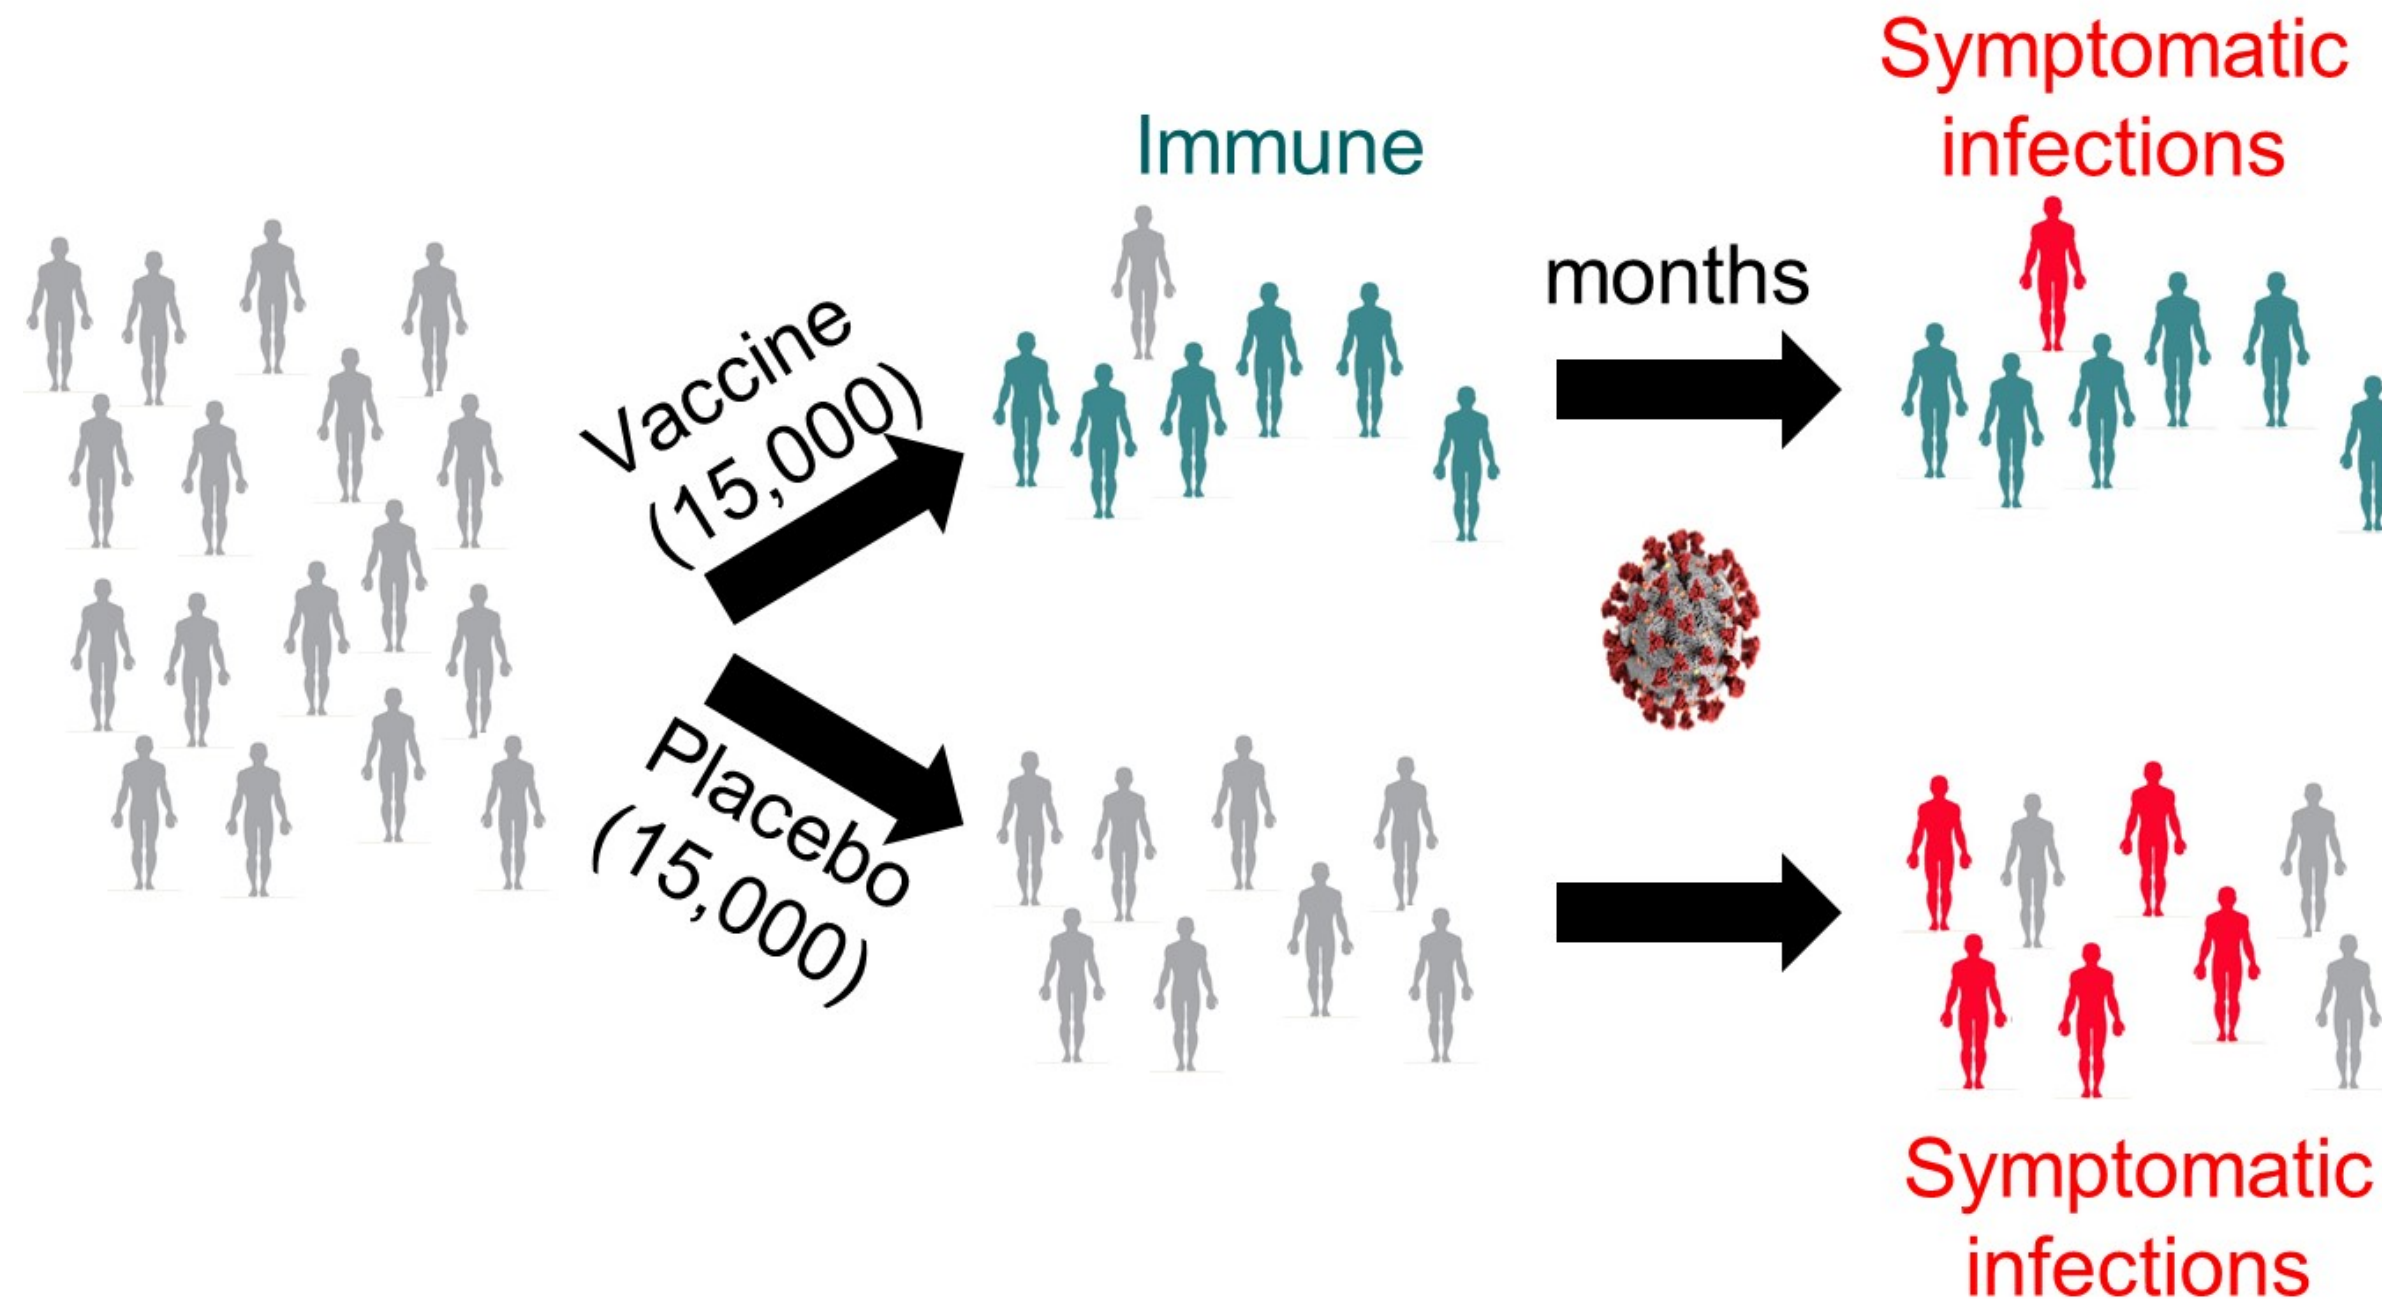 Symptomatic
infections
Immune
months
Vaccine
(15,000)
Placebo
(15,000)
Symptomatic
infections